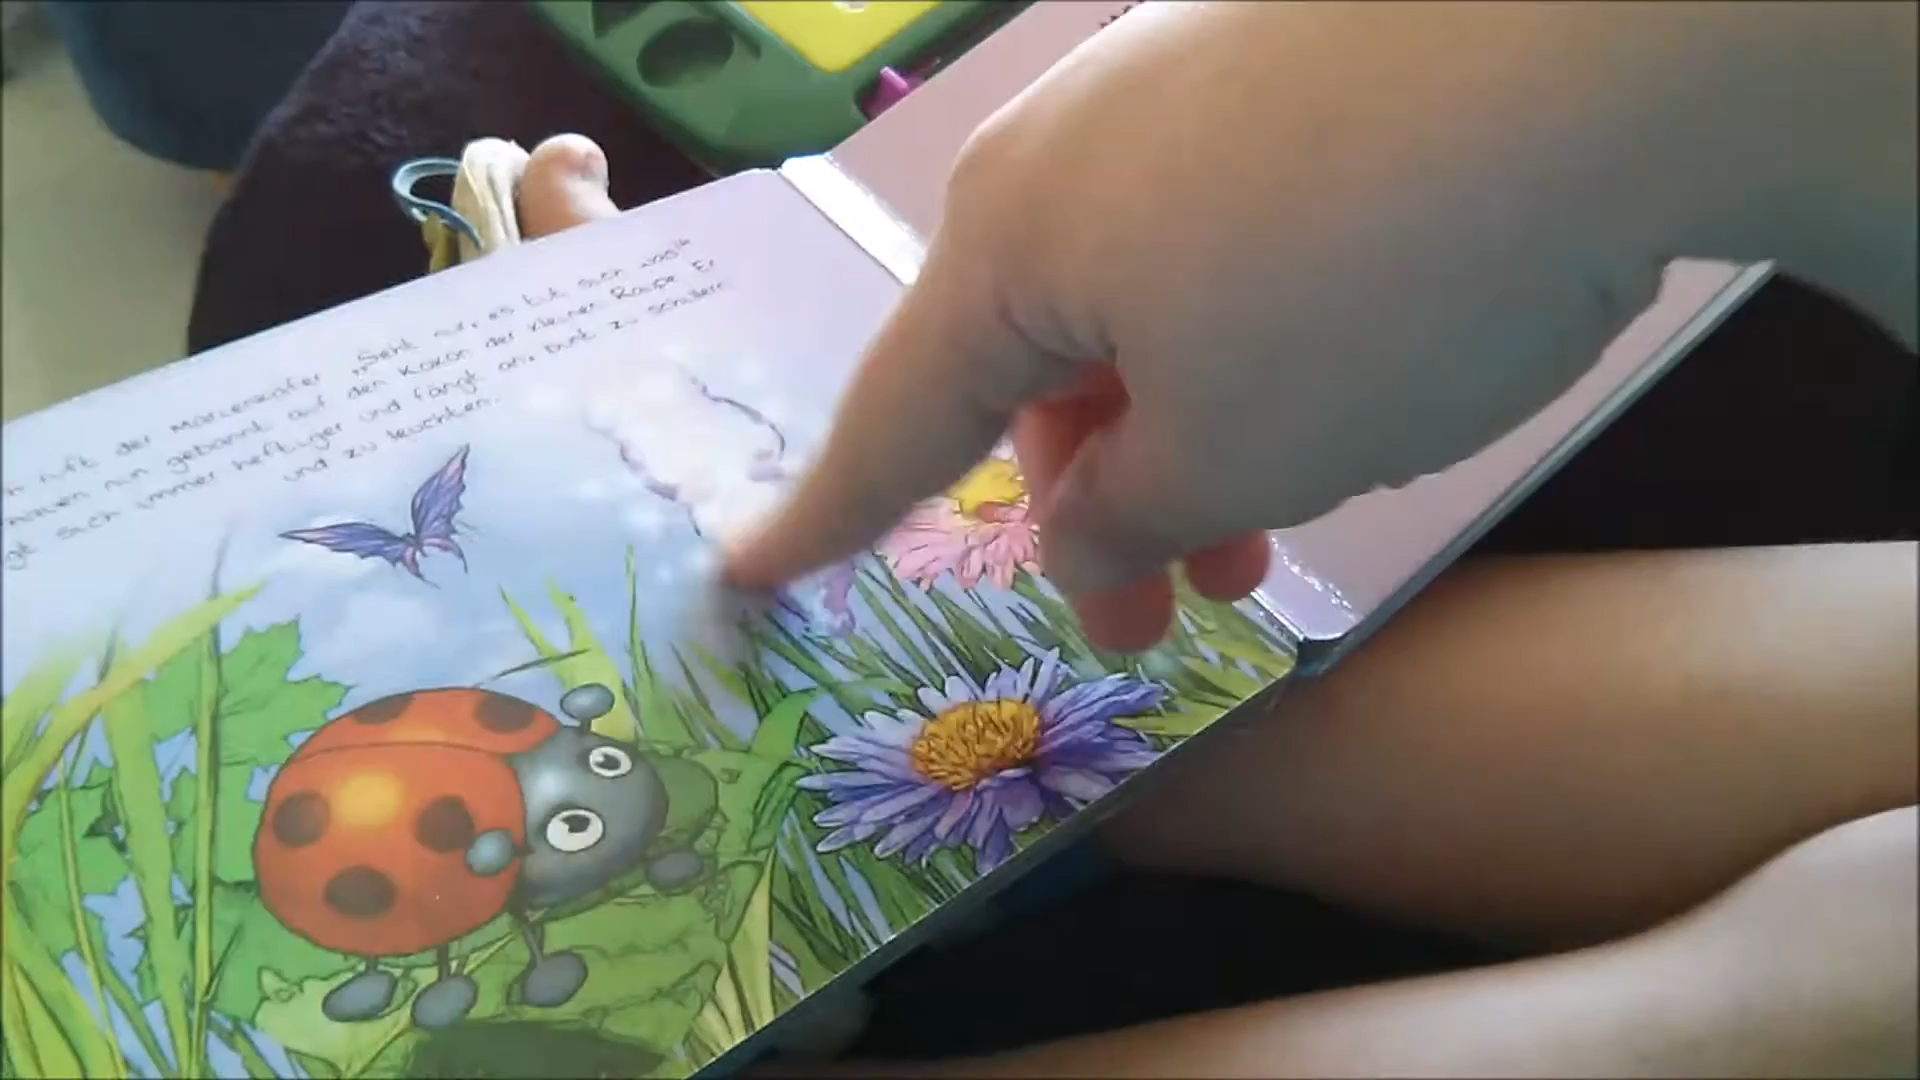 ruft der Marienkäfer „Seht nur, es tut sich was!"
nun gebannt auf den Kokon der kleinen Raupe. Er
sich immer heftiger und fängt an, bunt zu schillern
und zu leuchten.